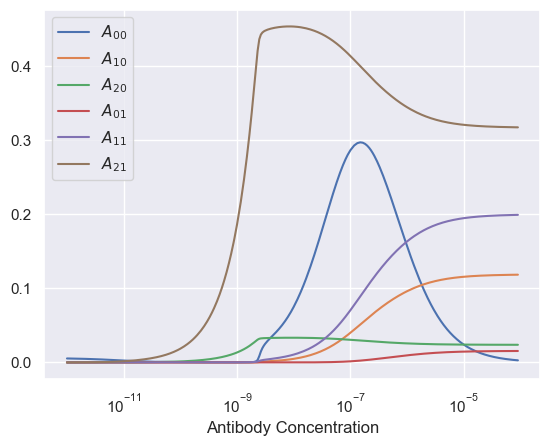 A₀₀
A₁₀
A₂₀
A₀₁
A₁₁
A₂₁
0.4
0.3
0.2
0.1
0.0
10⁻¹¹ 10⁻⁹ 10⁻⁷ 10⁻⁵
Antibody Concentration